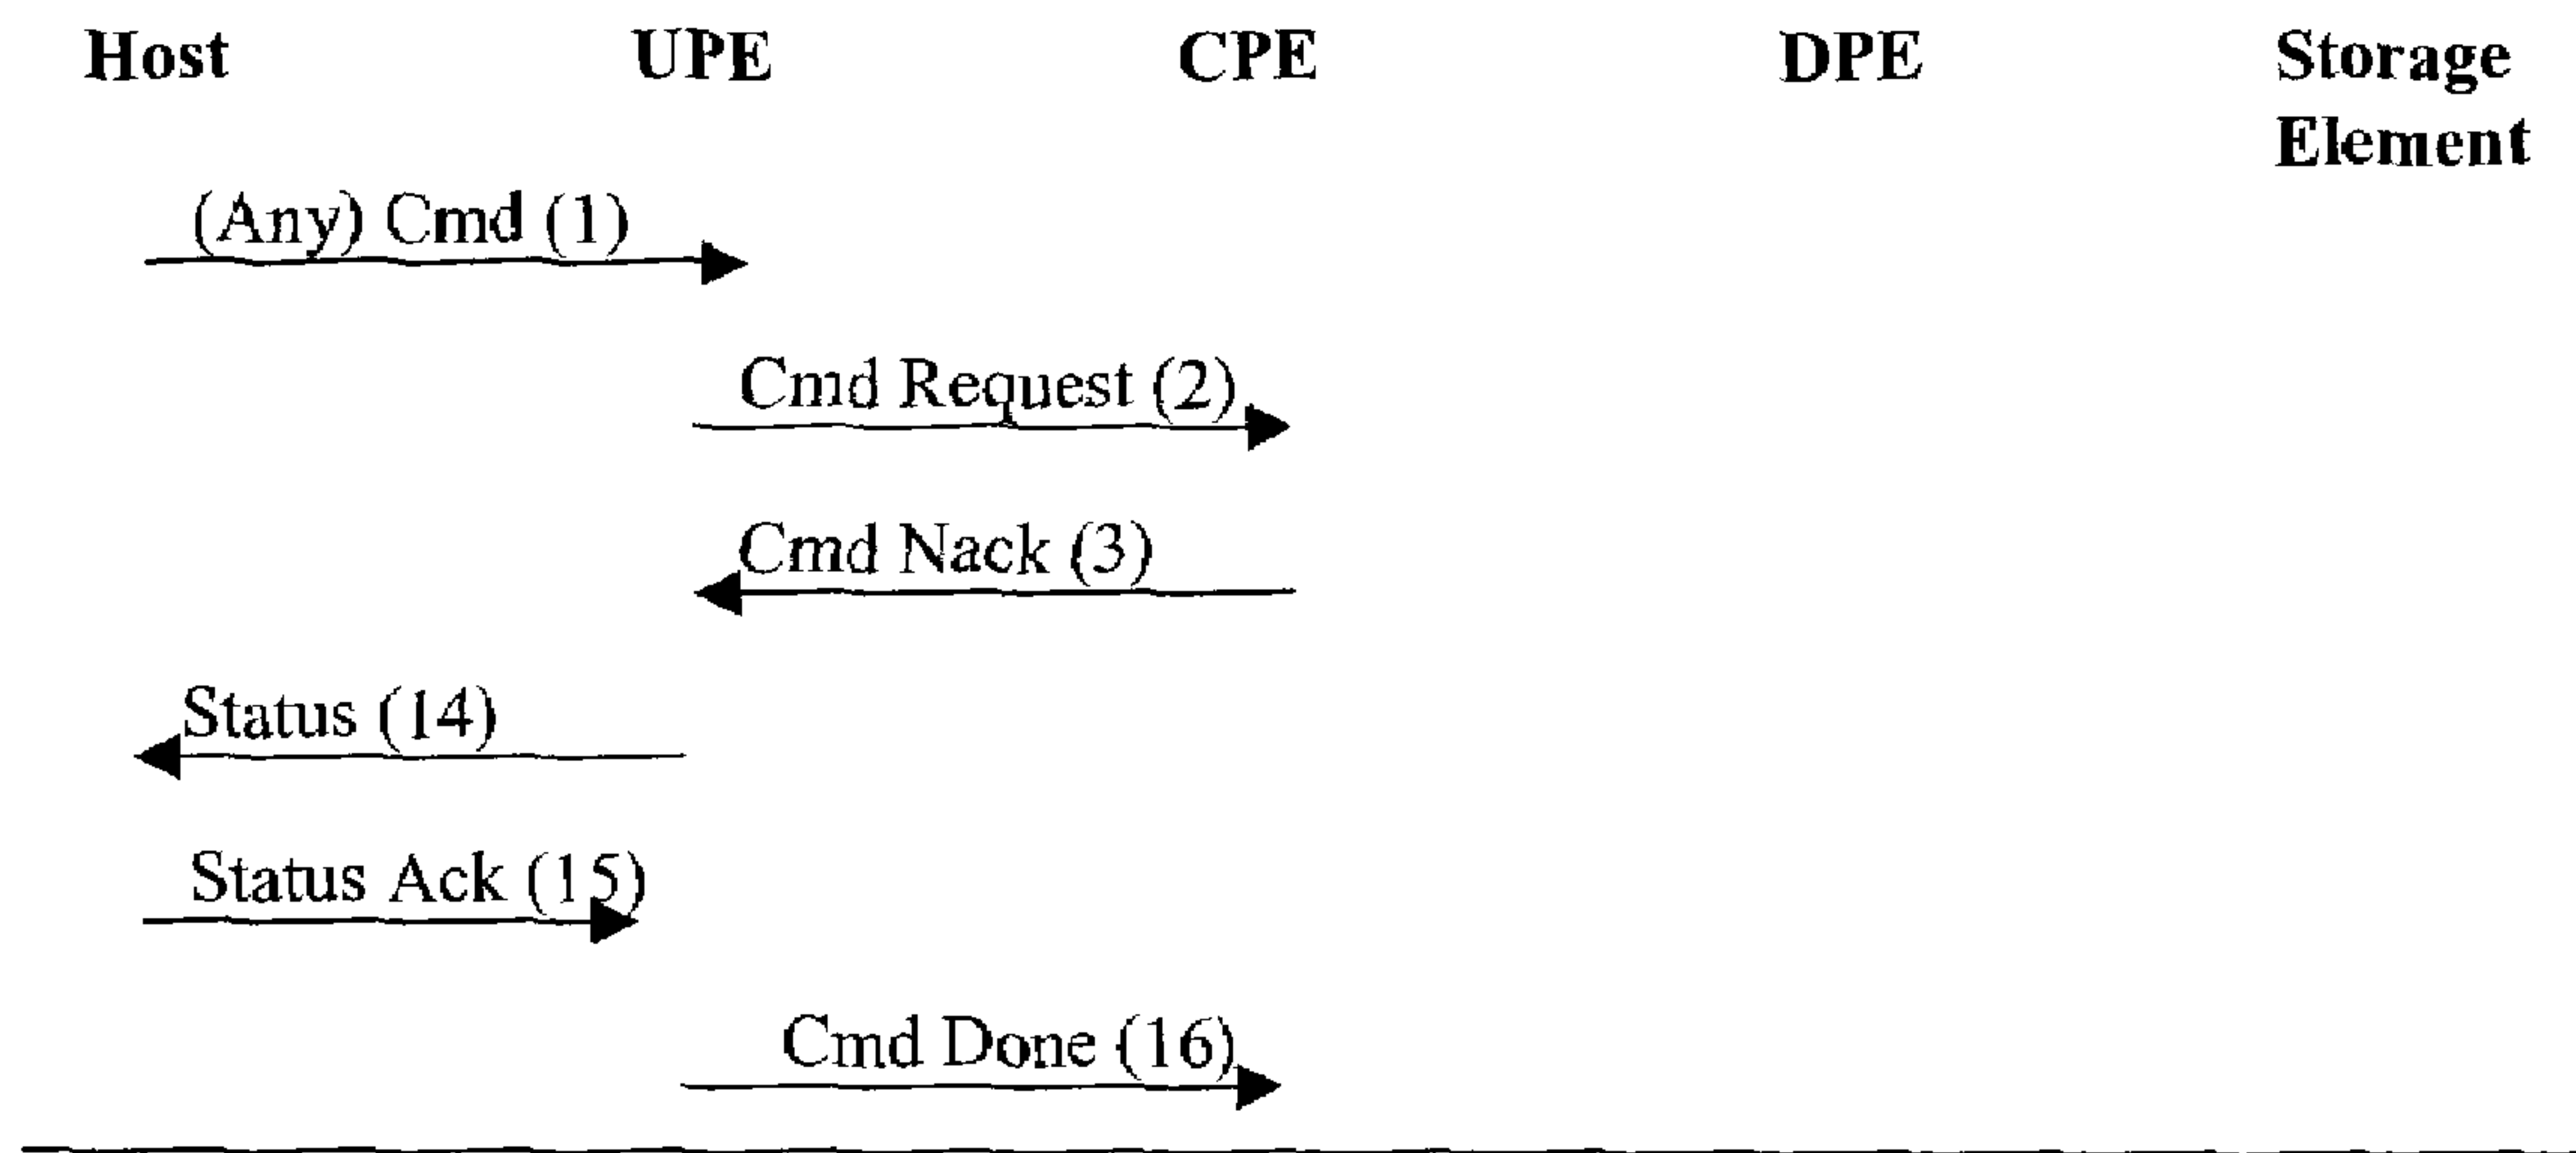 Host UPE CPE DPE Storage
Element
(Any) Cmd (1)
Cmd Request (2)
Cmd Nack (3)
Status (14)
Status Ack (15)
Cmd Done (16)